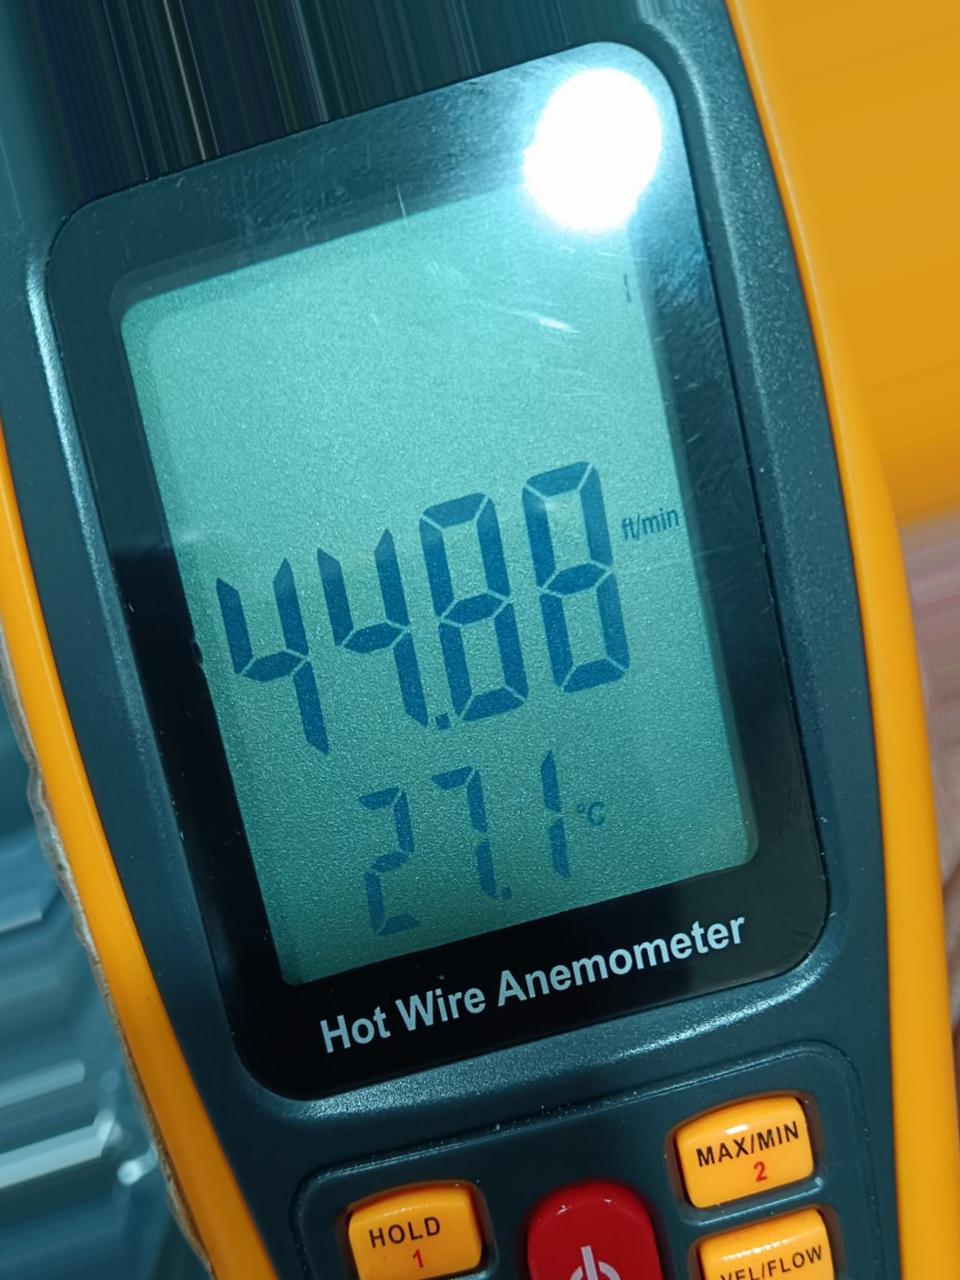 44.88 ft/min
27.1 °C
Hot Wire Anemometer
MAX/MIN
2
HOLD
1
VEL/FLOW